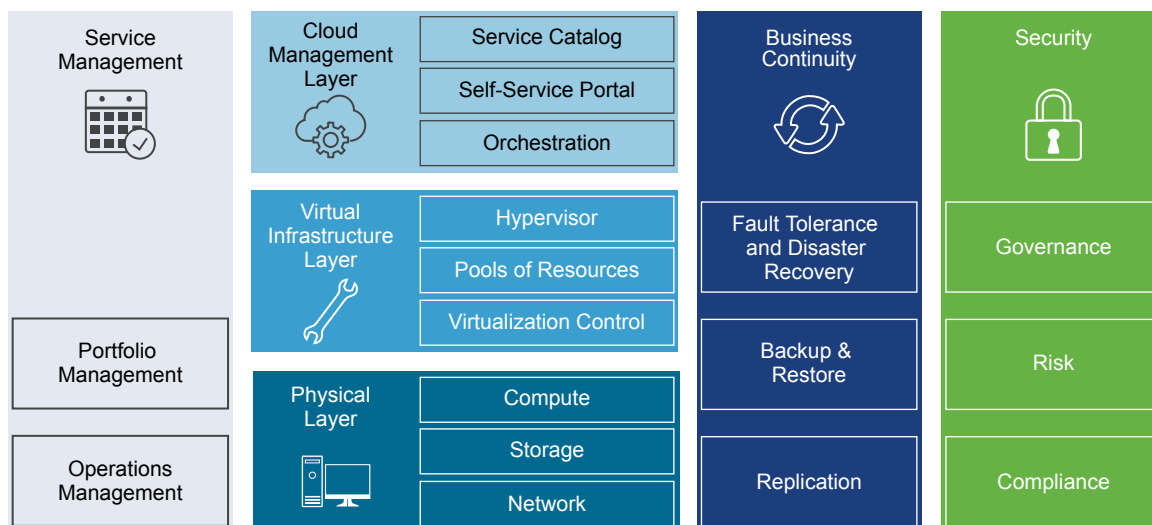 Service
Management
Portfolio
Management
Operations
Management
Cloud
Management
Layer
Service Catalog
Self-Service Portal
Orchestration
Virtual
Infrastructure
Layer
Hypervisor
Pools of Resources
Virtualization Control
Physical
Layer
Compute
Storage
Network
Business
Continuity
Fault Tolerance
and Disaster
Recovery
Backup &
Restore
Replication
Security
Governance
Risk
Compliance